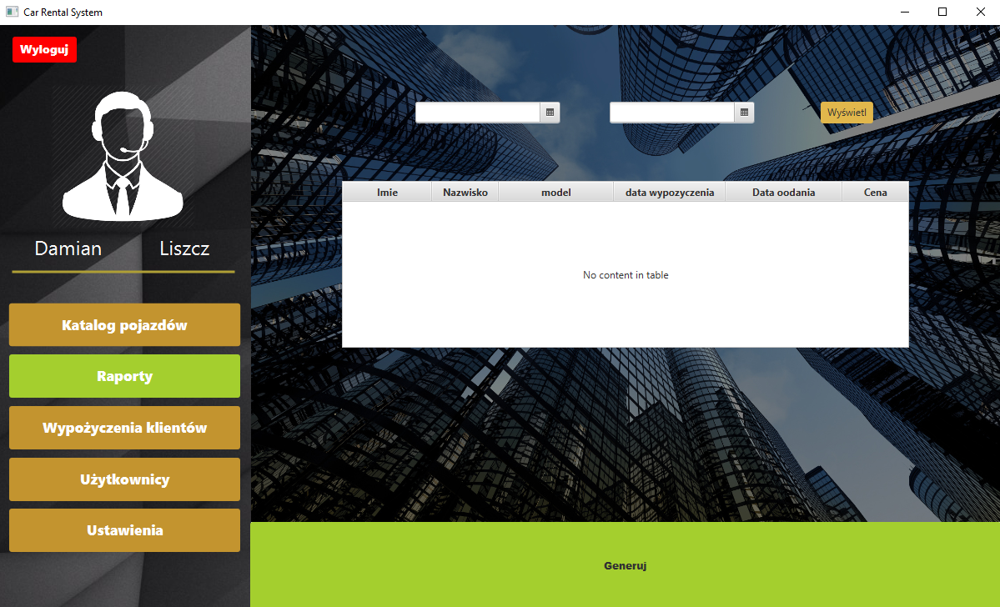 Car Rental System
Wyloguj
Damian Liszcz
Katalog pojazdów
Raporty
Wypożyczenia klientów
Użytkownicy
Ustawienia
Wyświetl
Imie Nazwisko model data wypozyczenia Data oodania Cena
No content in table
Generuj